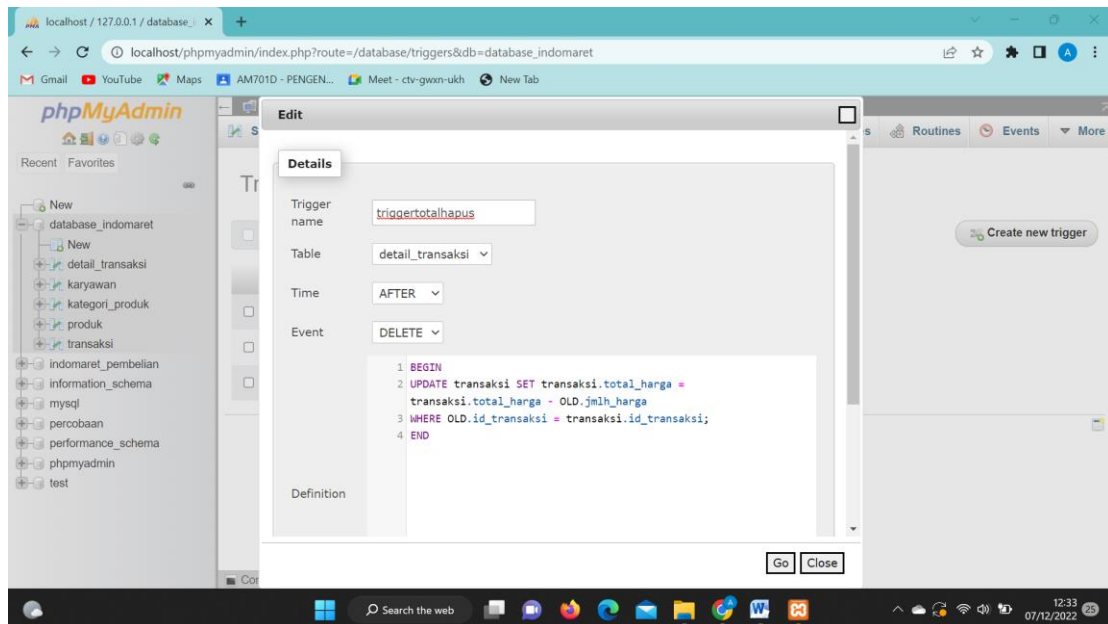 localhost / 127.0.0.1 / database_i
localhost/phpmyadmin/index.php?route=/database/triggers&db=database_indomaret
A
Gmail YouTube Maps AM701D - PENGEN... Meet - ctv-gwxn-ukh New Tab
phpMyAdmin
Recent Favorites
New
database_indomaret
New
detail_transaksi
karyawan
kategori_produk
produk
transaksi
indomaret_pembelian
information_schema
mysql
percobaan
performance_schema
phpmyadmin
test
S
s Routines Events More
Tr
Create new trigger
Edit
Details
Trigger name triggertotalhapus
Table detail_transaksi
Time AFTER
Event DELETE
Definition
1 BEGIN
2 UPDATE transaksi SET transaksi.total_harga =
transaksi.total_harga - OLD.jmlh_harga
3 WHERE OLD.id_transaksi = transaksi.id_transaksi;
4 END
Go Close
Cor
Search the web
12:33
07/12/2022
25